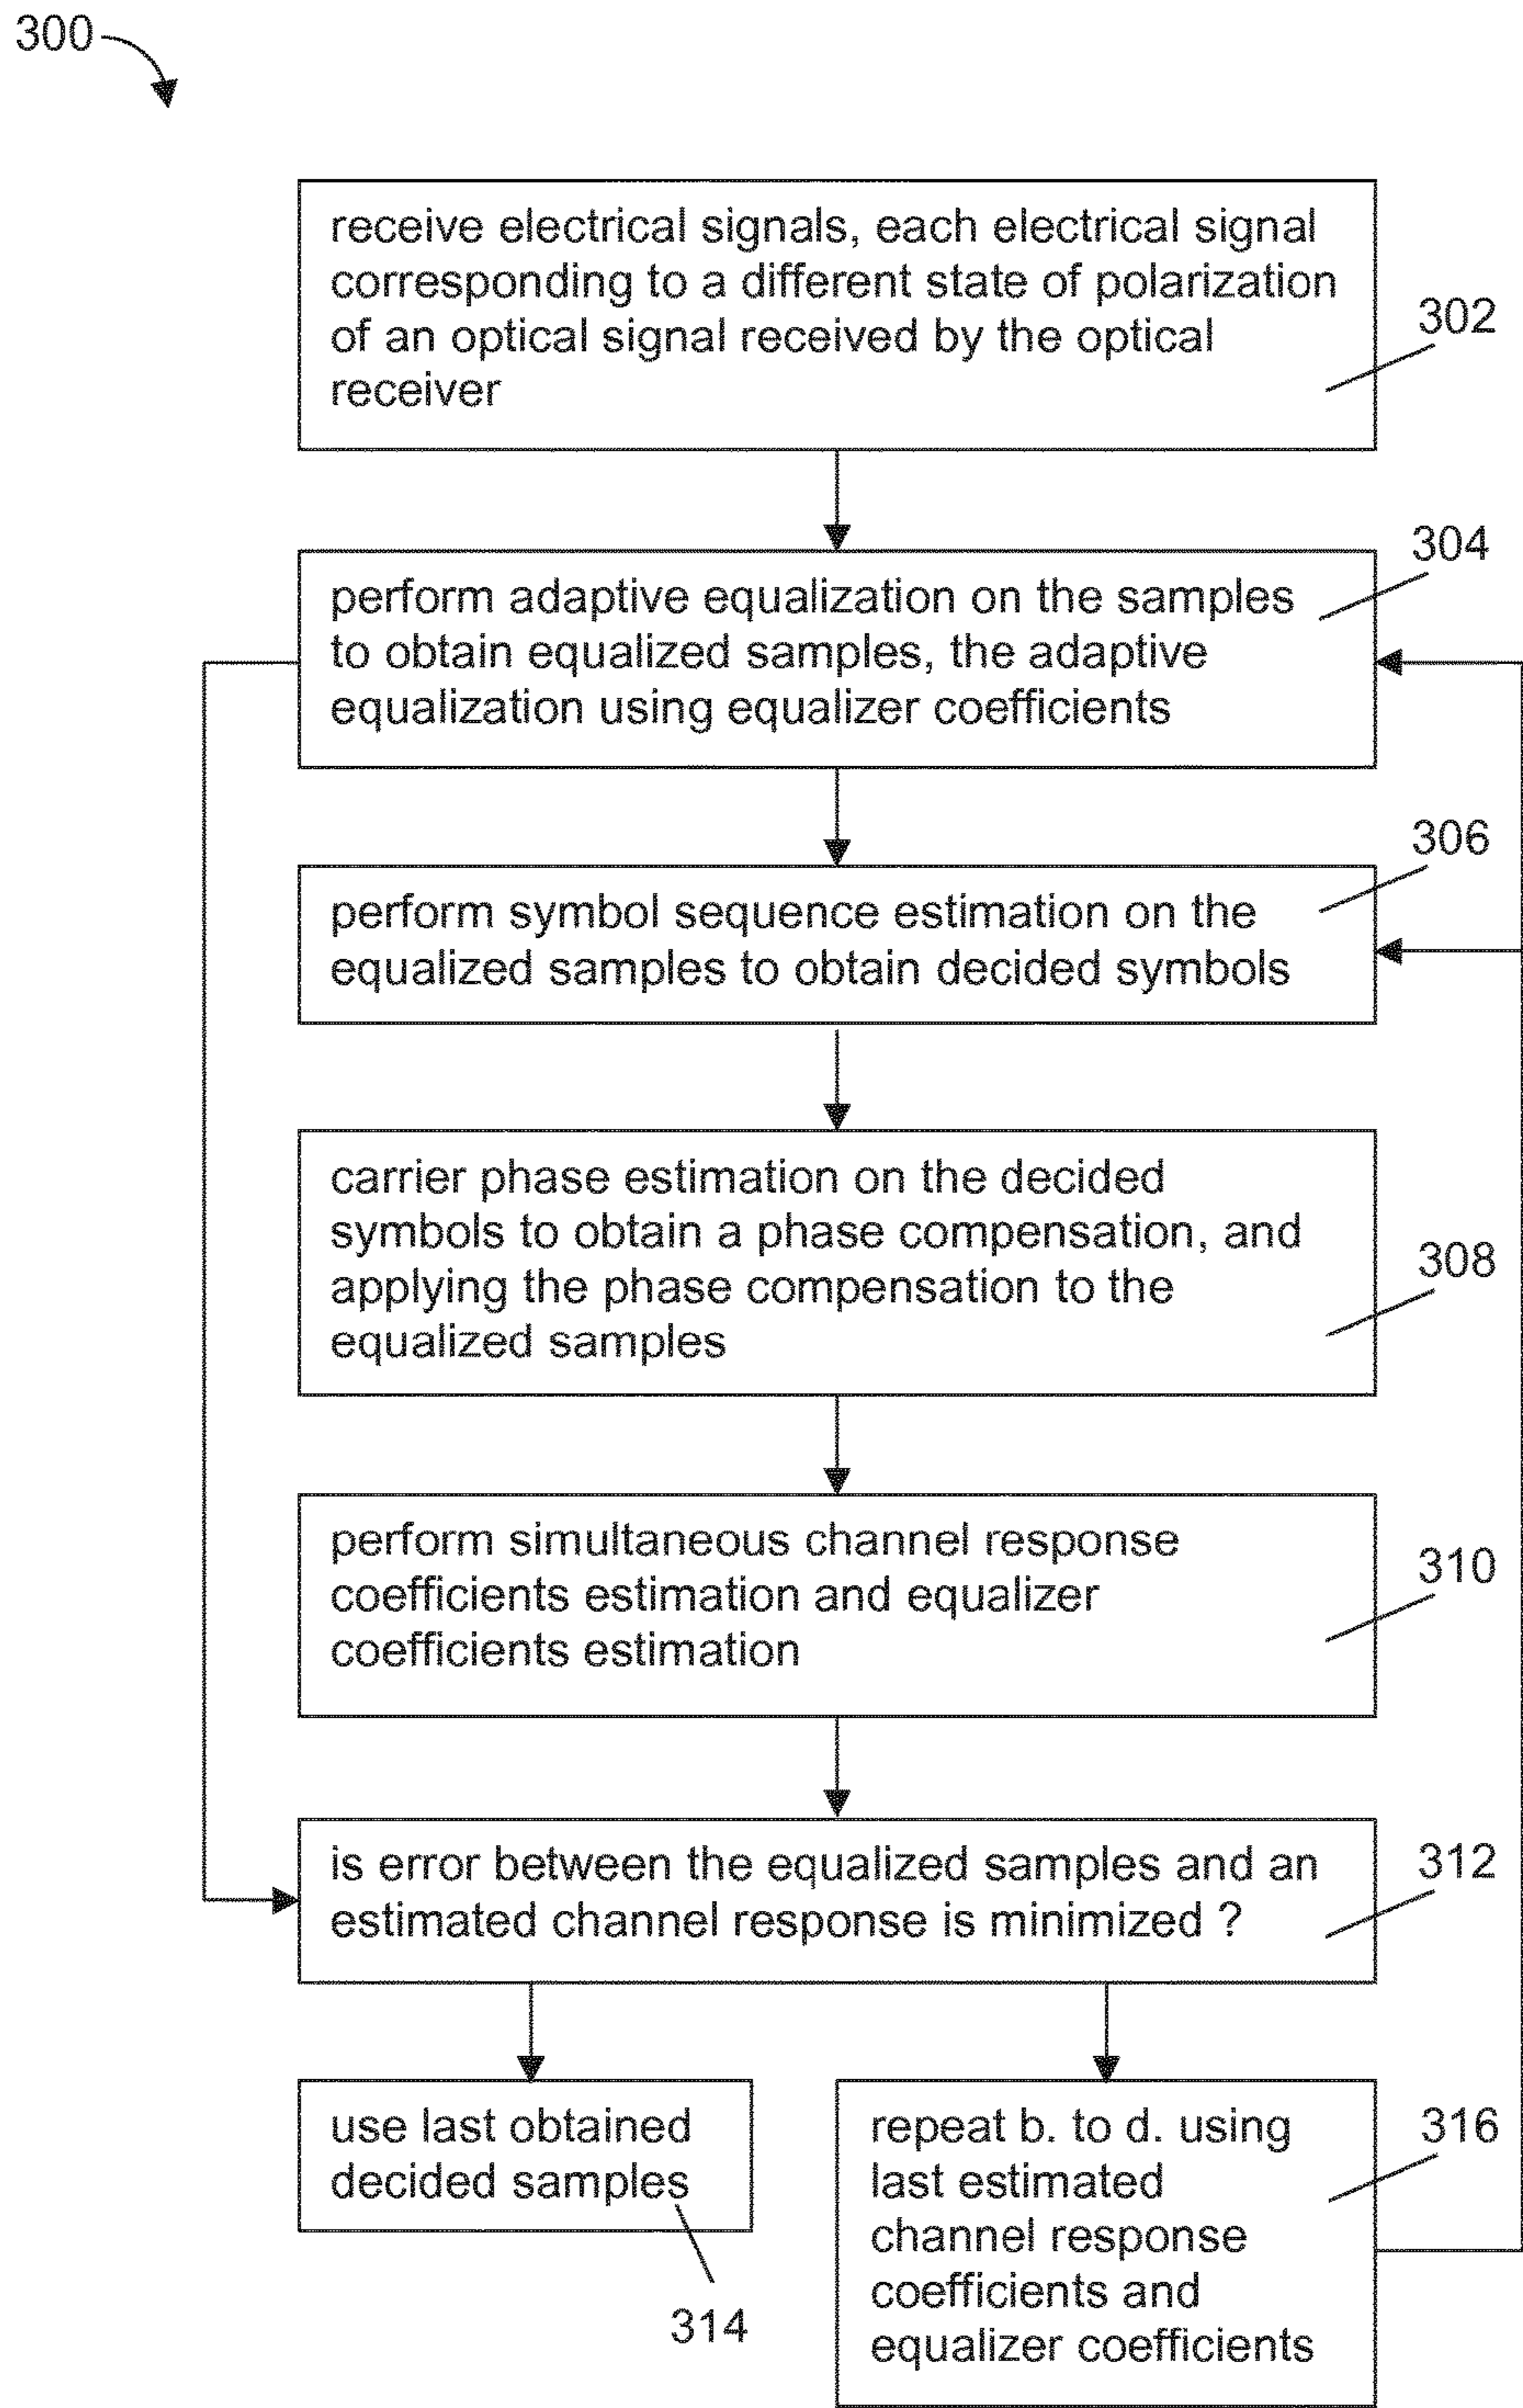 300
receive electrical signals, each electrical signal
corresponding to a different state of polarization
of an optical signal received by the optical
receiver
302
perform adaptive equalization on the samples
to obtain equalized samples, the adaptive
equalization using equalizer coefficients
304
perform symbol sequence estimation on the
equalized samples to obtain decided symbols
306
carrier phase estimation on the decided
symbols to obtain a phase compensation, and
applying the phase compensation to the
equalized samples
308
perform simultaneous channel response
coefficients estimation and equalizer
coefficients estimation
310
is error between the equalized samples and an
estimated channel response is minimized ?
312
use last obtained
decided samples
314
repeat b. to d. using
last estimated
channel response
coefficients and
equalizer coefficients
316